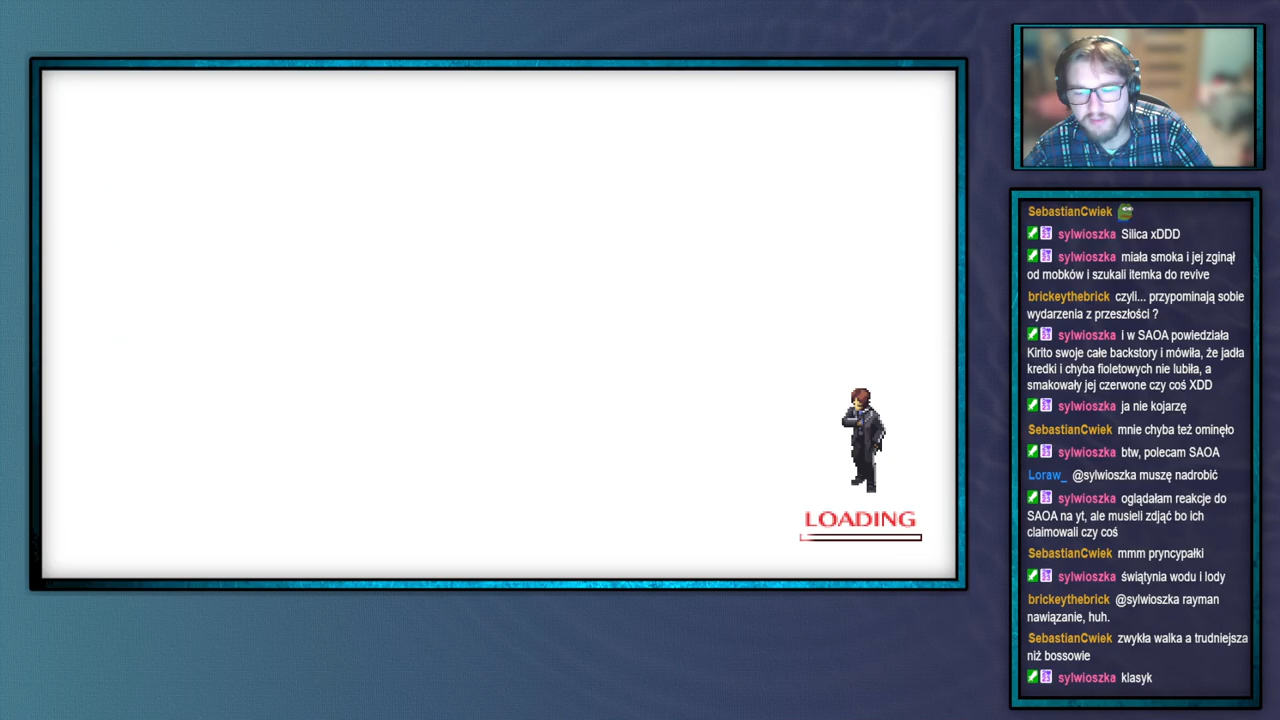 SebastianCwiek
sylwioszka Silica xDDD
sylwioszka miała smoka i jej zginął
od mobków i szukali itemka do revive
brickeythebrick czyli... przypominają sobie
wydarzenia z przeszłości ?
sylwioszka i w SAOA powiedziała
Kirito swoje całe backstory i mówiła, że jadła
kredki i chyba fioletowych nie lubiła, a
smakowały jej czerwone czy coś XDD
sylwioszka ja nie kojarzę
SebastianCwiek mnie chyba też ominęło
sylwioszka btw, polecam SAOA
Loraw_ @sylwioszka muszę nadrobić
sylwioszka oglądałam reakcje do
SAOA na yt, ale musieli zdjąć bo ich
claimowali czy coś
SebastianCwiek mmm pryncypałki
sylwioszka świątynia wodu i lody
brickeythebrick @sylwioszka rayman
nawiązanie, huh.
SebastianCwiek zwykła walka a trudniejsza
niż bossowie
sylwioszka klasyk
LOADING